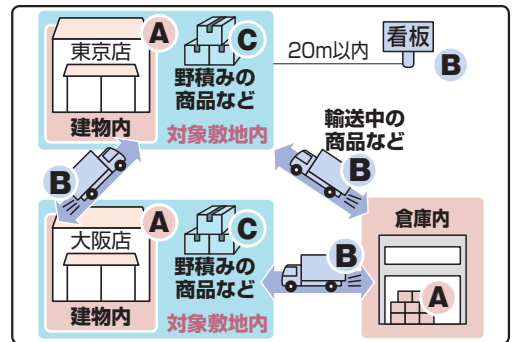 東京店
A
C
野積みの
商品など
建物内
対象敷地内
20m以内
看板
B
輸送中の
商品など
B
B
大阪店
A
C
野積みの
商品など
建物内
対象敷地内
B
倉庫内
A